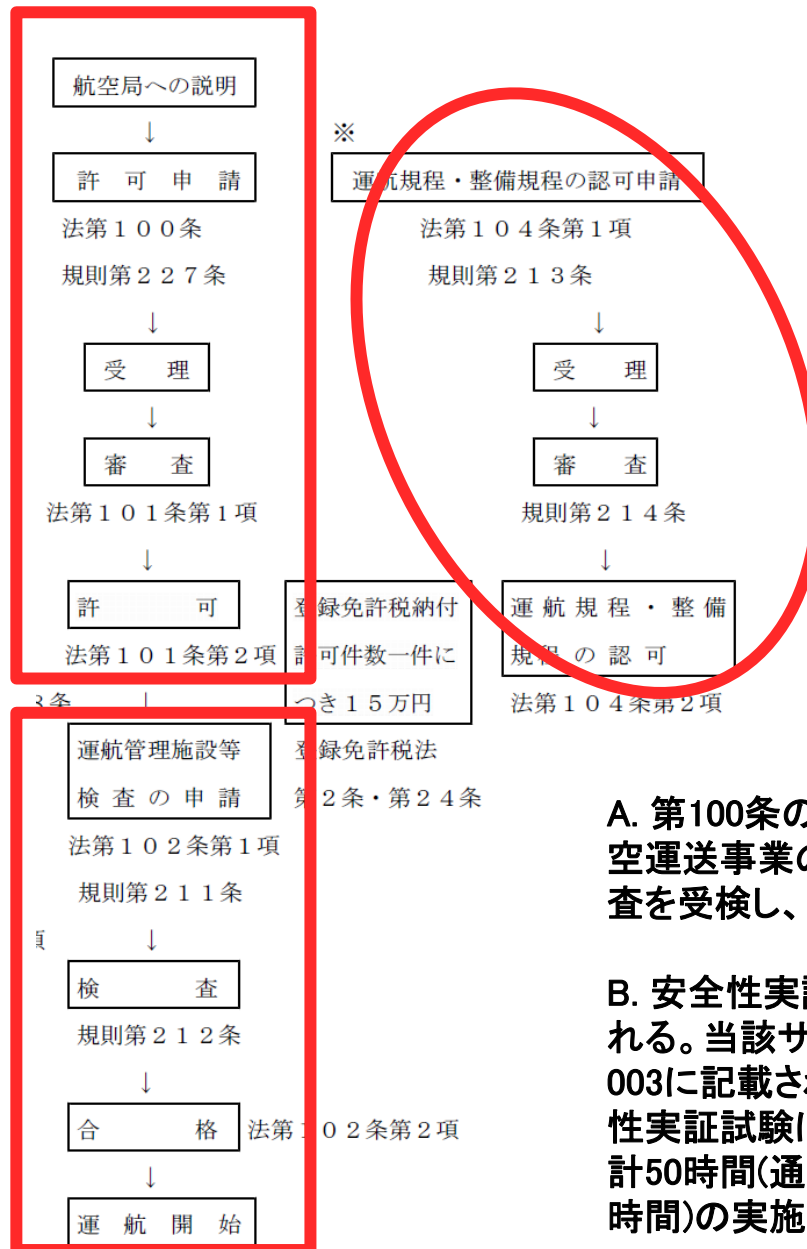 航空局への説明
↓
※
許可申請
運航規程・整備規程の認可申請
法第100条
法第104条第1項
規則第227条
規則第213条
↓
↓
受理
受理
↓
↓
審査
審査
法第101条第1項
規則第214条
↓
↓
許可
登録免許税納付
運航規程・整備
法第101条第2項
許可件数一件に
規程の認可
つき15万円
法第104条第2項
条
運航管理施設等
登録免許税法
検査の申請
第2条・第24条
法第102条第1項
規則第211条
↓
検査
規則第212条
↓
合格
法第102条第2項
↓
運航開始
A. 第100条の
空運送事業の
査を受検し、
B. 安全性実証
れる。当該サ
003に記載さ
性実証試験に
計50時間(通
時間)の実施